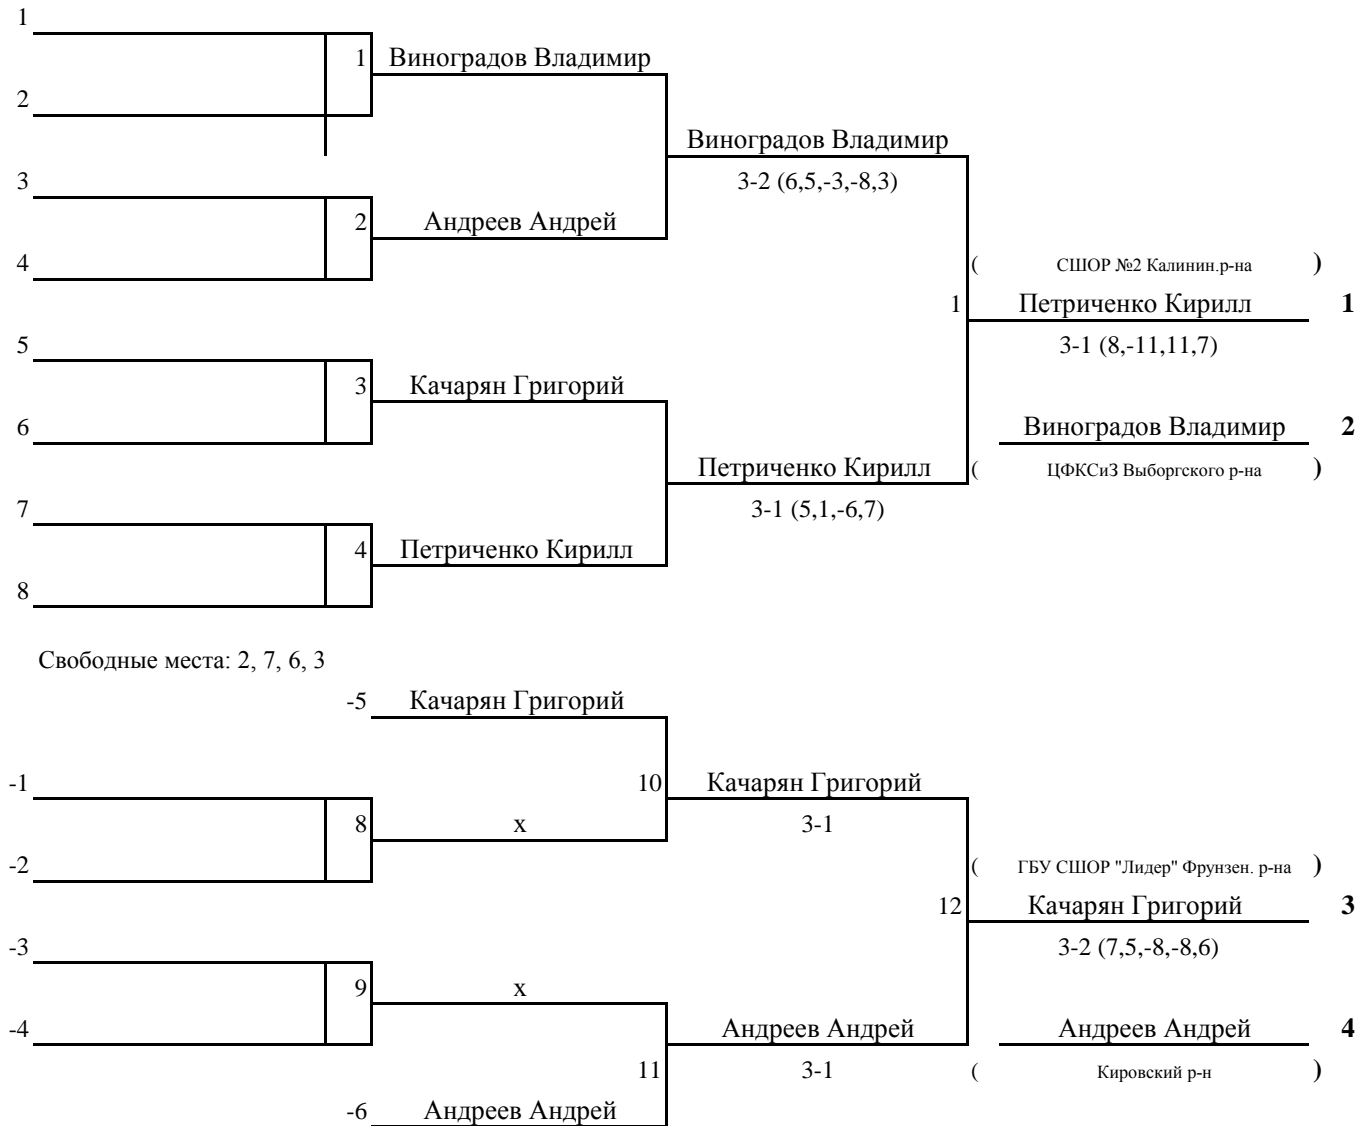 1
1 Виноградов Владимир
2
Виноградов Владимир
3
3-2 (6,5,-3,-8,3)
2 Андреев Андрей
4
( СШОР №2 Калинин.р-на )
1 Петриченко Кирилл 1
5
3-1 (8,-11,11,7)
3 Качарян Григорий
6
Виноградов Владимир 2
Петриченко Кирилл
( ЦФКСиЗ Выборгского р-на )
7
3-1 (5,1,-6,7)
4 Петриченко Кирилл
8
Свободные места: 2, 7, 6, 3
-5 Качарян Григорий
-1
10 Качарян Григорий
8 x
3-1
-2
( ГБУ СШОР "Лидер" Фрунзен. р-на )
12 Качарян Григорий 3
-3
3-2 (7,5,-8,-8,6)
9 x
-4
Андреев Андрей
Андреев Андрей 4
11 3-1
( Кировский р-н )
-6 Андреев Андрей